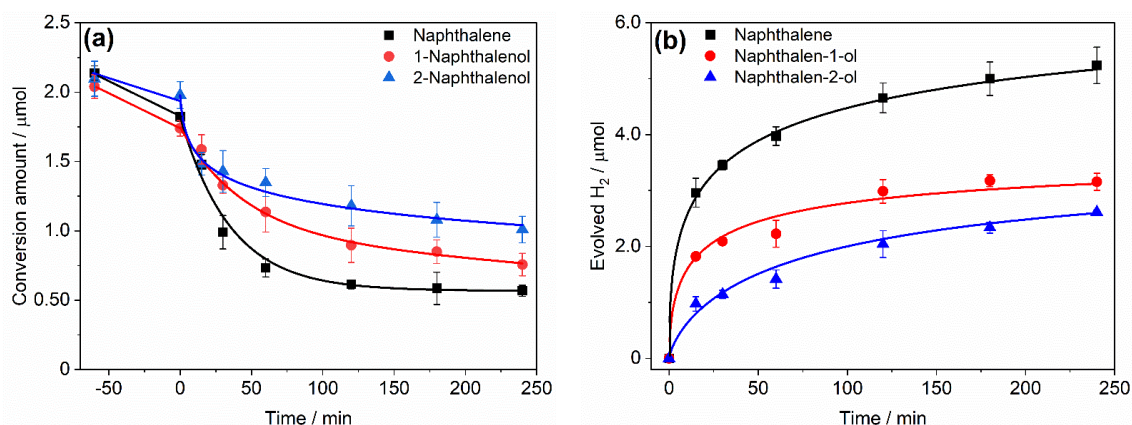 (a)
Naphthalene
1-Naphthalenol
2-Naphthalenol
2.5
2.0
1.5
1.0
0.50
0
Conversion amount / μmol
-50 0 50 100 150 200 250
Time / min
(b)
Naphthalene
Naphthalen-1-ol
Naphthalen-2-ol
6.0
4.0
2.0
0
Evolved H₂ / μmol
0 50 100 150 200 250
Time / min